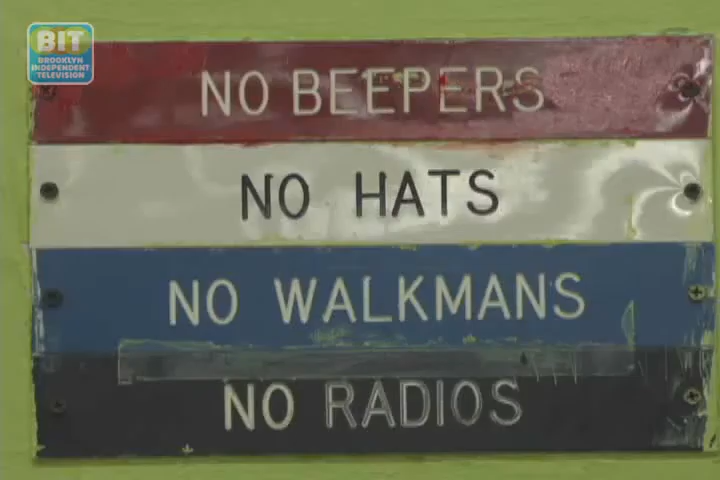 BIT
BROOKLYN
INDEPENDENT
TELEVISION
NO BEEPERS
NO HATS
NO WALKMANS
NO RADIOS